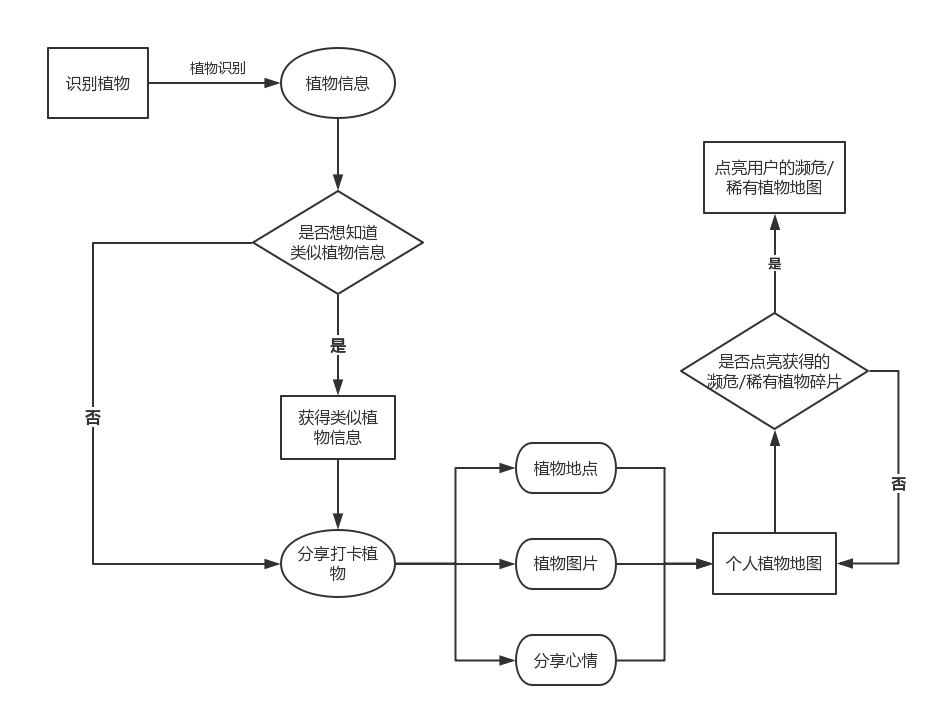 识别植物
植物识别
植物信息
是否想知道
类似植物信息
是
否
获得类似植
物信息
分享打卡植
物
植物地点
植物图片
分享心情
个人植物地图
是否点亮获得的
濒危/稀有植物碎片
是
否
点亮用户的濒危/
稀有植物地图